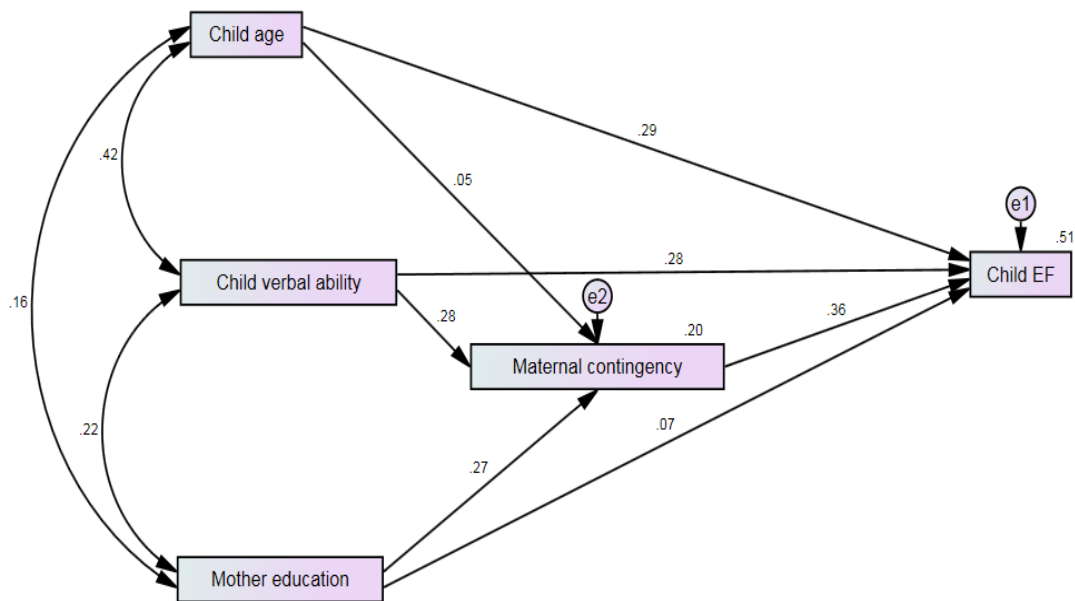 Child age
.29
.42
.05
e1
.51
Child verbal ability
.28
Child EF
.16
e2
.28
.20
.36
Maternal contingency
.22
.07
.27
Mother education